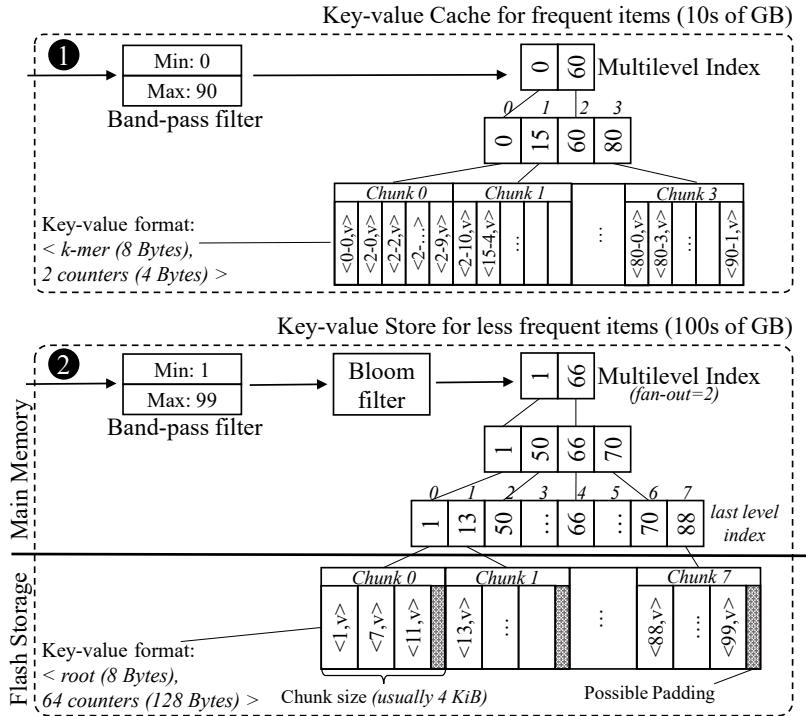 Key-value Cache for frequent items (10s of GB)
1
Min: 0
Max: 90
Band-pass filter
0 60
Multilevel Index
0 1 2 3
0 15 60 80
Chunk 0 Chunk 1 Chunk 3
Key-value format:
< k-mer (8 Bytes),
2 counters (4 Bytes) >
<0-0,v> <2-0,v> <2-2,v> <2-...> <2-9,v> <2-10,v> <15-4,v> … … <80-0,v> <80-3,v> … <90-1,v>
Key-value Store for less frequent items (100s of GB)
2
Min: 1
Max: 99
Band-pass filter
Bloom
filter
1 66
Multilevel Index
(fan-out=2)
Main Memory
1 50 66 70
0 1 2 3 4 5 6 7
1 13 50 … 66 … 70 88
last level
index
Flash Storage
Chunk 0 Chunk 1 Chunk 7
<1,v> <7,v> <11,v> <13,v> … … <88,v> …. <99,v>
Key-value format:
< root (8 Bytes),
64 counters (128 Bytes) >
Chunk size (usually 4 KiB)
Possible Padding